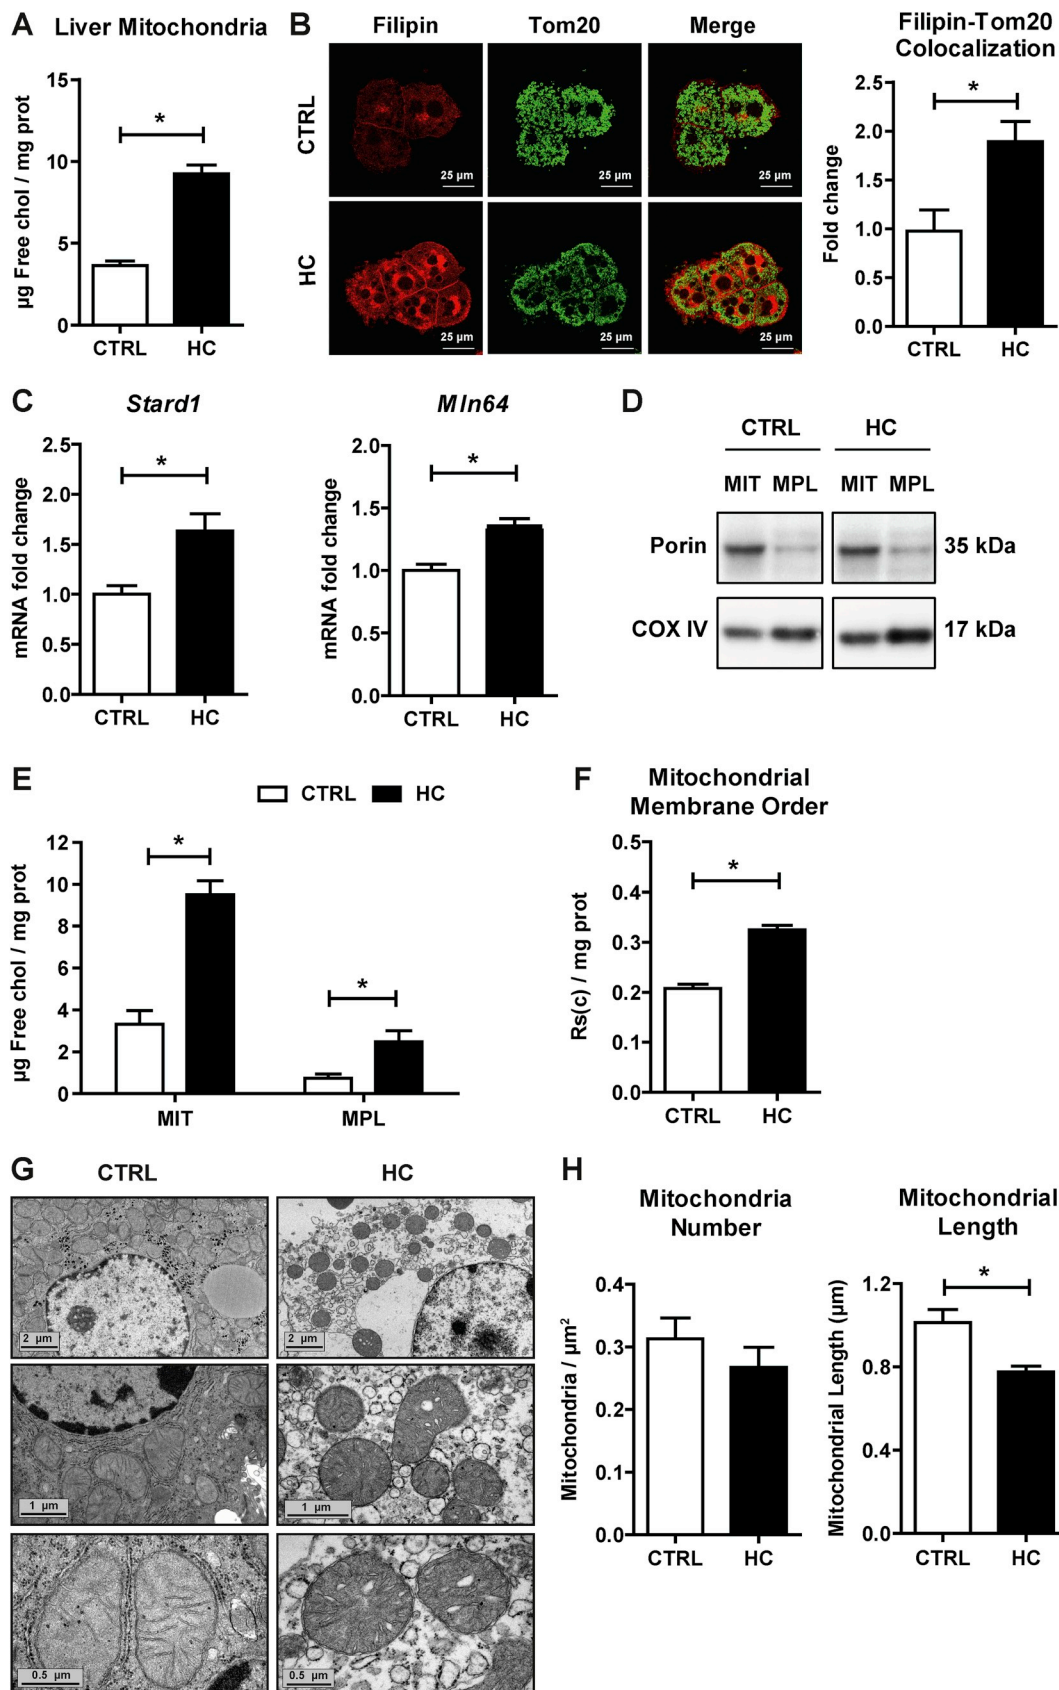 A Liver Mitochondria
µg Free chol / mg prot
15
10
5
0
*
CTRL HC
B Filipin Tom20 Merge
CTRL
25 µm 25 µm 25 µm
HC
25 µm 25 µm 25 µm
Filipin-Tom20
Colocalization
Fold change
2.5
2.0
1.5
1.0
0.5
0.0
*
CTRL HC
C Stard1
mRNA fold change
2.5
2.0
1.5
1.0
0.5
0.0
*
CTRL HC
Mln64
mRNA fold change
2.0
1.5
1.0
0.5
0.0
*
CTRL HC
D
CTRL HC
MIT MPL MIT MPL
Porin 35 kDa
COX IV 17 kDa
E CTRL HC
µg Free chol / mg prot
12
10
8
6
4
2
0
*
*
MIT MPL
F Mitochondrial
Membrane Order
Rs(c) / mg prot
0.5
0.4
0.3
0.2
0.1
0.0
*
CTRL HC
G CTRL HC
2 µm 2 µm
1 µm 1 µm
0.5 µm 0.5 µm
H Mitochondria
Number
Mitochondria / µm²
0.4
0.3
0.2
0.1
0.0
CTRL HC
Mitochondrial
Length
Mitochondrial Length (µm)
1.2
0.8
0.4
0.0
*
CTRL HC